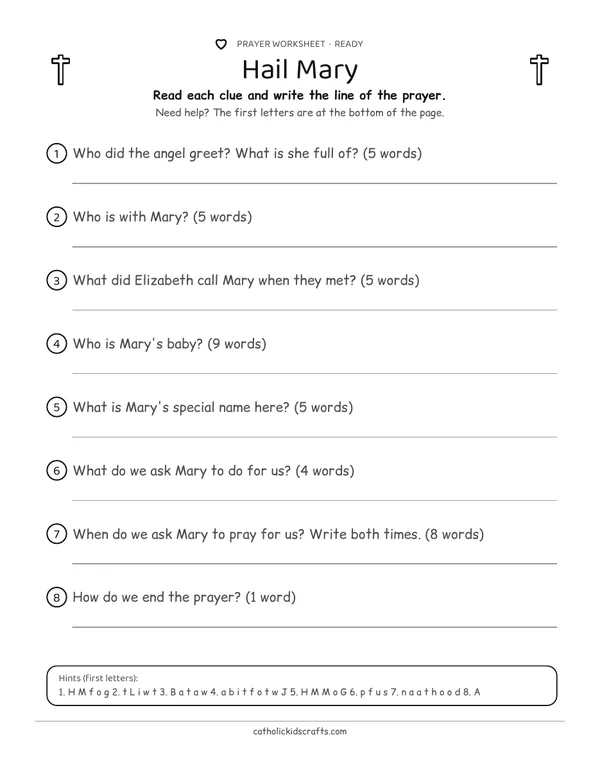 PRAYER WORKSHEET · READY
Hail Mary
Read each clue and write the line of the prayer.
Need help? The first letters are at the bottom of the page.
1 Who did the angel greet? What is she full of? (5 words)
2 Who is with Mary? (5 words)
3 What did Elizabeth call Mary when they met? (5 words)
4 Who is Mary's baby? (9 words)
5 What is Mary's special name here? (5 words)
6 What do we ask Mary to do for us? (4 words)
7 When do we ask Mary to pray for us? Write both times. (8 words)
8 How do we end the prayer? (1 word)
Hints (first letters):
1. H M f o g 2. t L i w t 3. B a t a w 4. a b i t f o t w J 5. H M M o G 6. p f u s 7. n a a t h o o d 8. A
catholickidscrafts.com